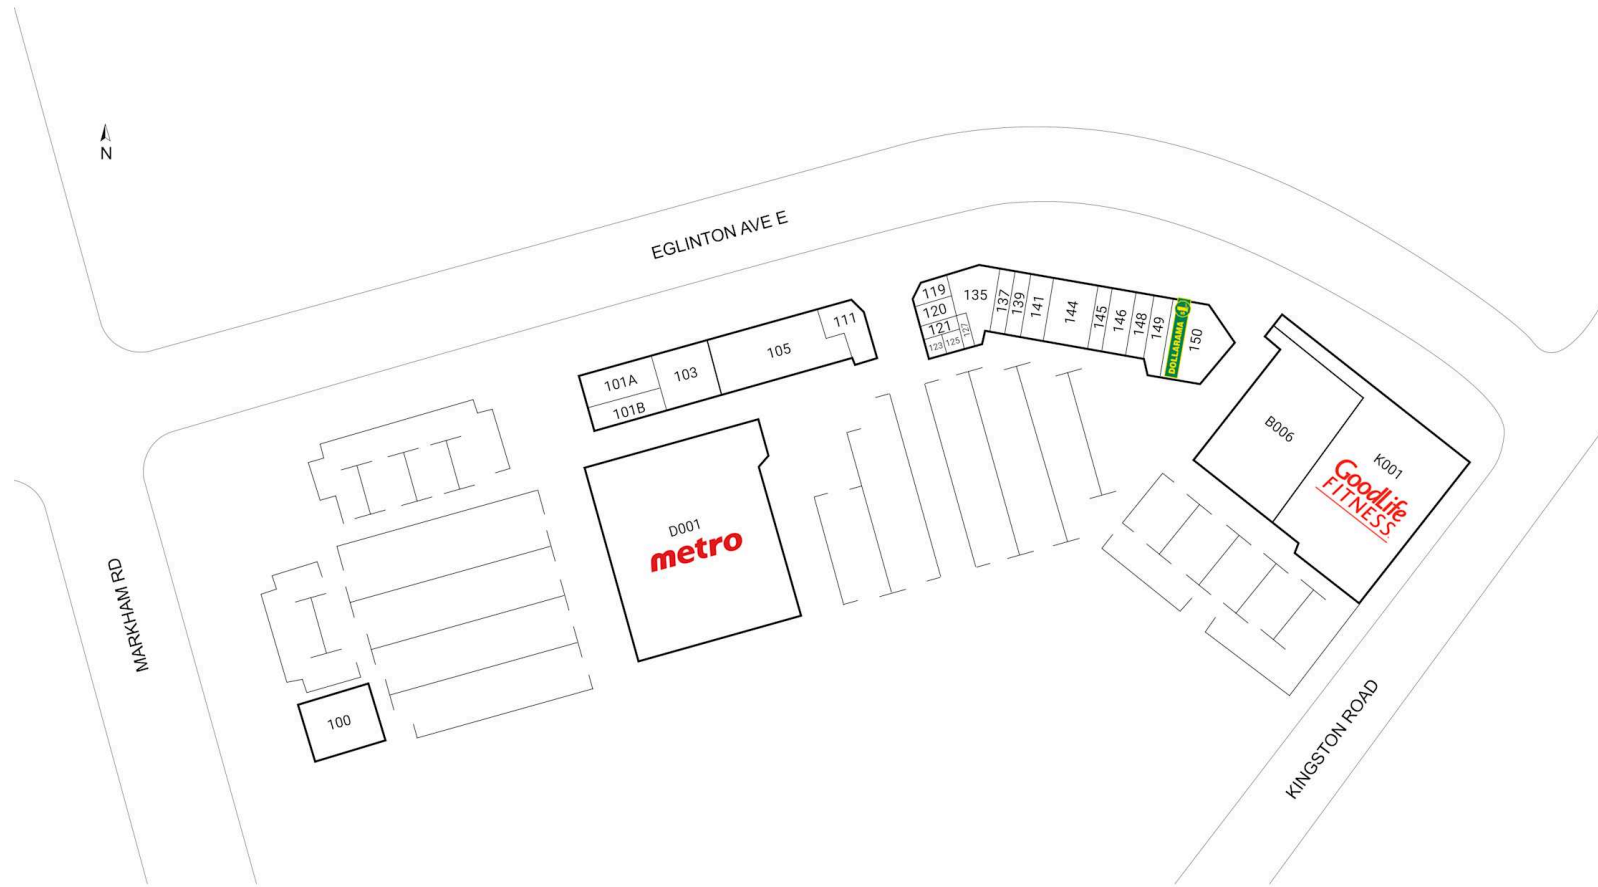 N
EGLINTON AVE E
MARKHAM RD
KINGSTON ROAD
101A
101B
103
105
111
119
120
121
123
125
127
135
137
139
141
144
145
146
148
149
DOLLARAMA
150
B006
K001
GoodLife
FITNESS
D001
metro
100